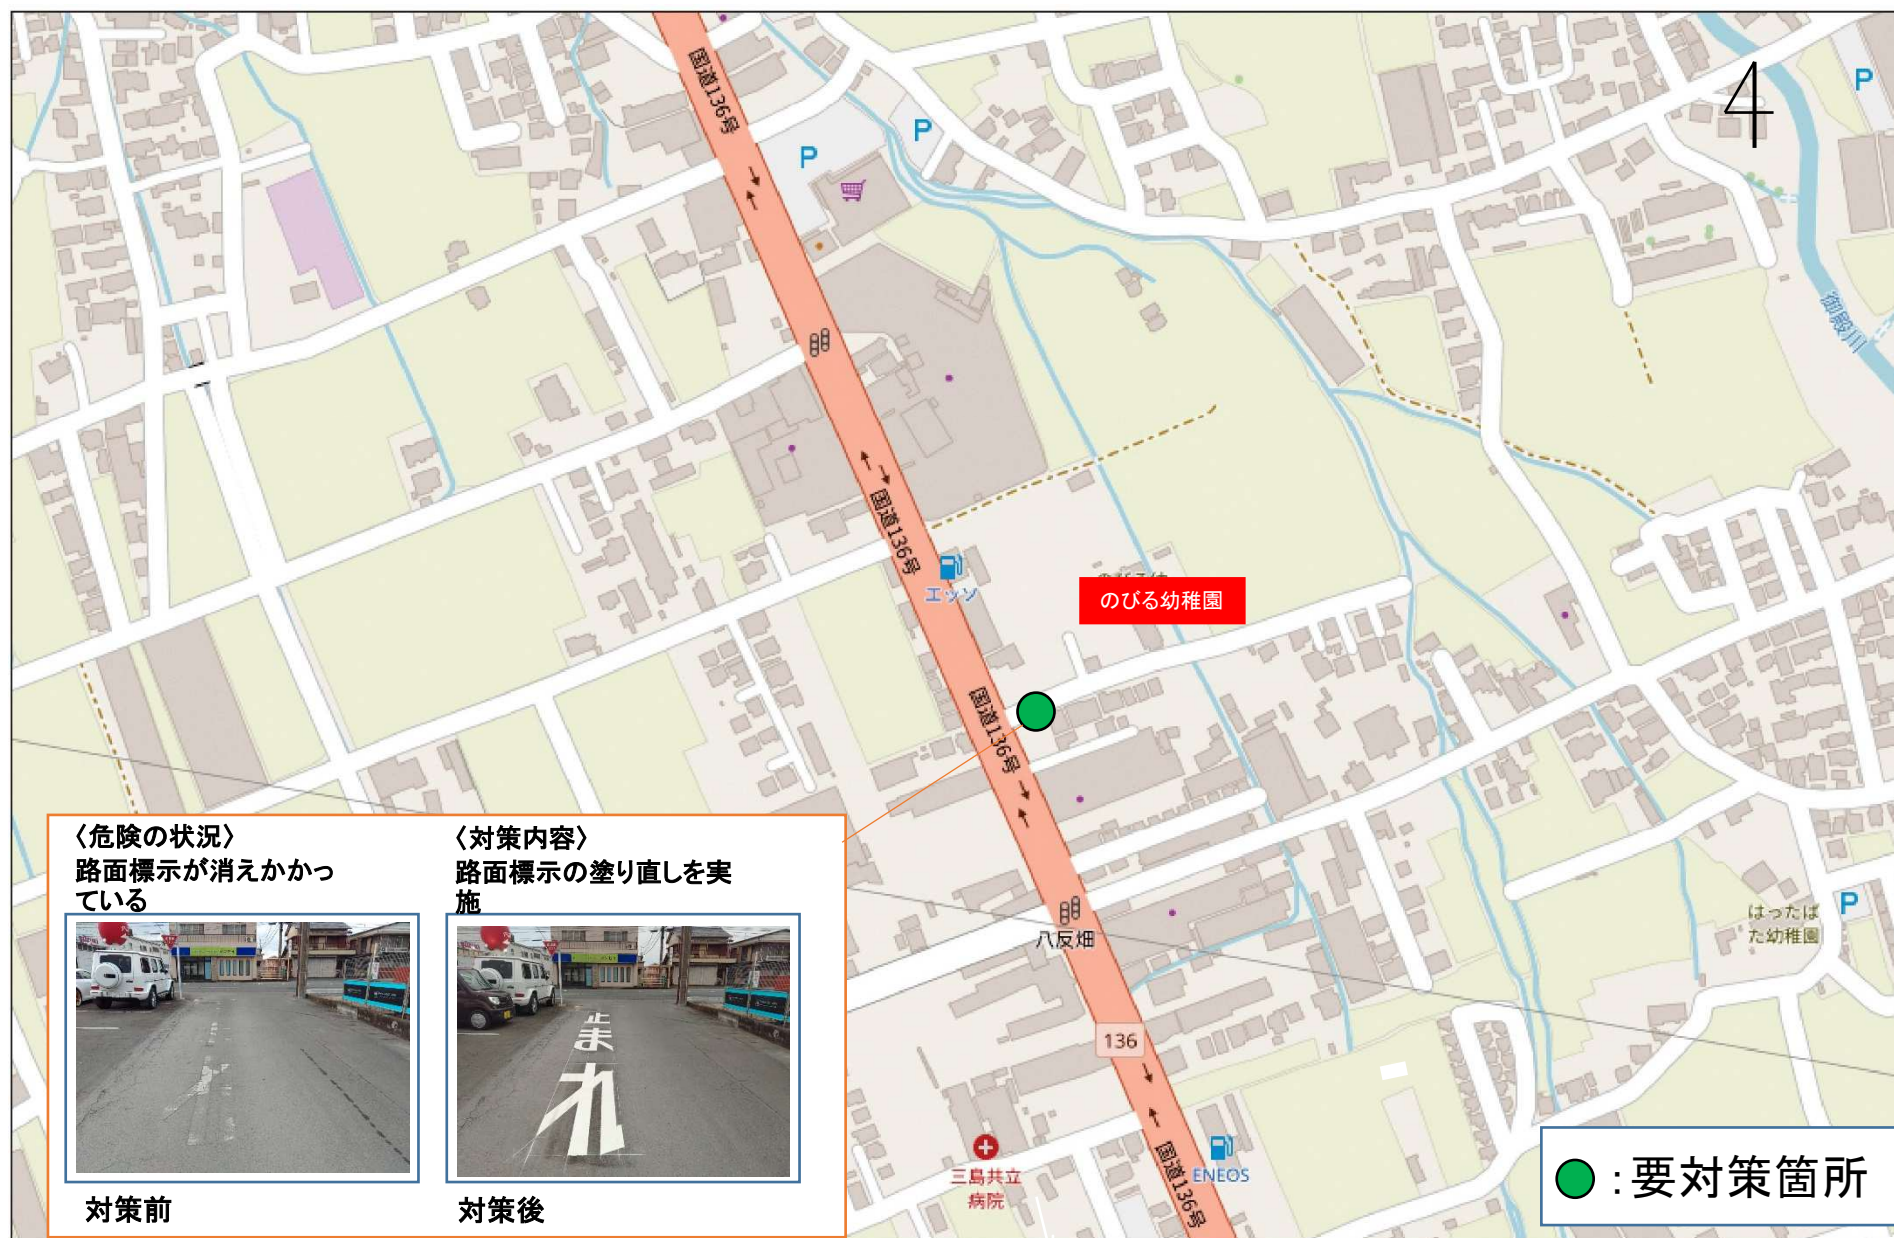 国道136号
P
P
P
御殿川
国道136号
エッソ
のびる幼稚園
国道136号
〈危険の状況〉
路面標示が消えかかっ
ている
対策前
〈対策内容〉
路面標示の塗り直しを実
施
止まれ
対策後
八反畑
はったば
た幼稚園
P
136
三島共立
病院
ENEOS
国道136号
:要対策箇所